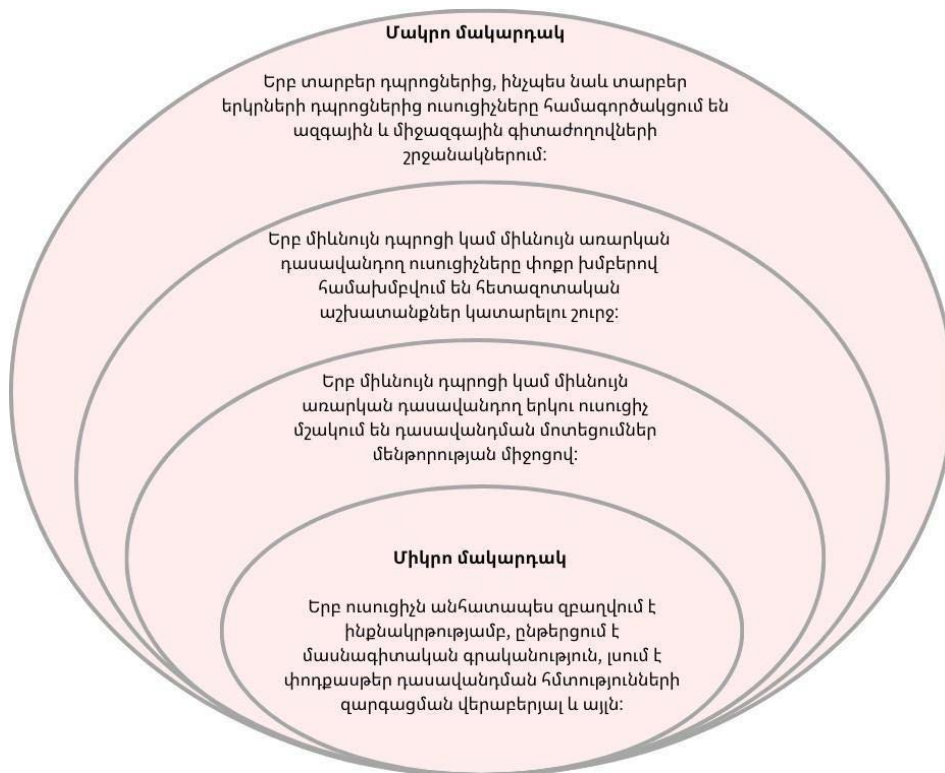 Մակրո մակարդակ
Երբ տարբեր դպրոցներից, ինչպես նաև տարբեր
երկրների դպրոցներից ուսուցիչները համագործակցում են
ազգային և միջազգային գիտաժողովների
շրջանակներում:
Երբ միևնույն դպրոցի կամ միևնույն առարկան
դասավանդող ուսուցիչները փոքր խմբերով
համախմբվում են հետազոտական
աշխատանքներ կատարելու շուրջ:
Երբ միևնույն դպրոցի կամ միևնույն
առարկան դասավանդող երկու ուսուցիչ
մշակում են դասավանդման մոտեցումներ
մենթորության միջոցով:
Միկրո մակարդակ
Երբ ուսուցիչն անհատապես զբաղվում է
ինքնակրթությամբ, ընթերցում է
մասնագիտական գրականություն, լսում է
փոդքասթեր դասավանդման հմտությունների
զարգացման վերաբերյալ և այլն: